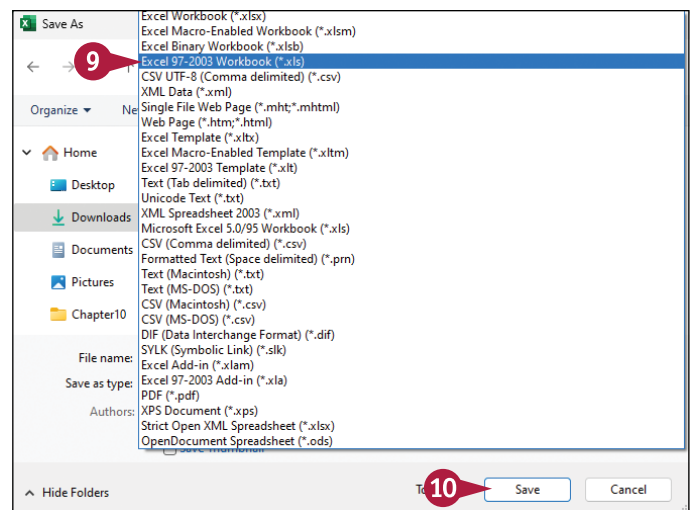 Save As
Excel Workbook (*.xlsx)
Excel Macro-Enabled Workbook (*.xlsm)
Excel Binary Workbook (*.xlsb)
9
Excel 97-2003 Workbook (*.xls)
CSV UTF-8 (Comma delimited) (*.csv)
XML Data (*.xml)
Organize
Single File Web Page (*.mht;*.mhtml)
Web Page (*.htm;*.html)
Excel Template (*.xltx)
Home
Excel Macro-Enabled Template (*.xltm)
Excel 97-2003 Template (*.xlt)
Desktop
Text (Tab delimited) (*.txt)
Unicode Text (*.txt)
Downloads
XML Spreadsheet 2003 (*.xml)
Microsoft Excel 5.0/95 Workbook (*.xls)
Documents
CSV (Comma delimited) (*.csv)
Formatted Text (Space delimited) (*.prn)
Pictures
Text (Macintosh) (*.txt)
Text (MS-DOS) (*.txt)
Chapter10
CSV (Macintosh) (*.csv)
CSV (MS-DOS) (*.csv)
DIF (Data Interchange Format) (*.dif)
File name:
SYLK (Symbolic Link) (*.slk)
Excel Add-in (*.xlam)
Save as type:
Excel 97-2003 Add-in (*.xla)
PDF (*.pdf)
Authors:
XPS Document (*.xps)
Strict Open XML Spreadsheet (*.xlsx)
OpenDocument Spreadsheet (*.ods)
Hide Folders
10
Save
Cancel